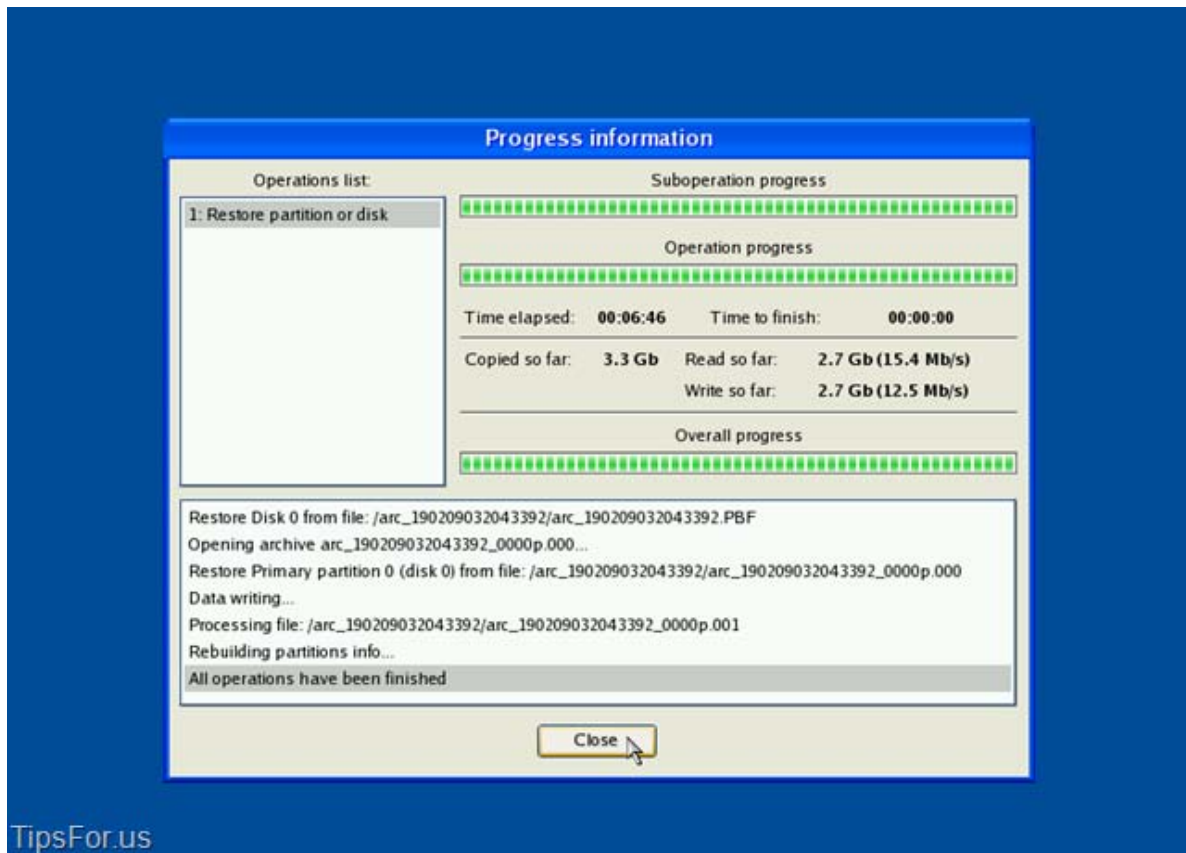 Progress information
Operations list:
1: Restore partition or disk
Suboperation progress
Operation progress
Time elapsed: 00:06:46 Time to finish: 00:00:00
Copied so far: 3.3 Gb Read so far: 2.7 Gb (15.4 Mb/s)
Write so far: 2.7 Gb (12.5 Mb/s)
Overall progress
Restore Disk 0 from file: /arc_190209032043392/arc_190209032043392.PBF
Opening archive arc_190209032043392_0000p.000...
Restore Primary partition 0 (disk 0) from file: /arc_190209032043392/arc_190209032043392_0000p.000
Data writing...
Processing file: /arc_190209032043392/arc_190209032043392_0000p.001
Rebuilding partitions info...
All operations have been finished
Close
TipsFor.us